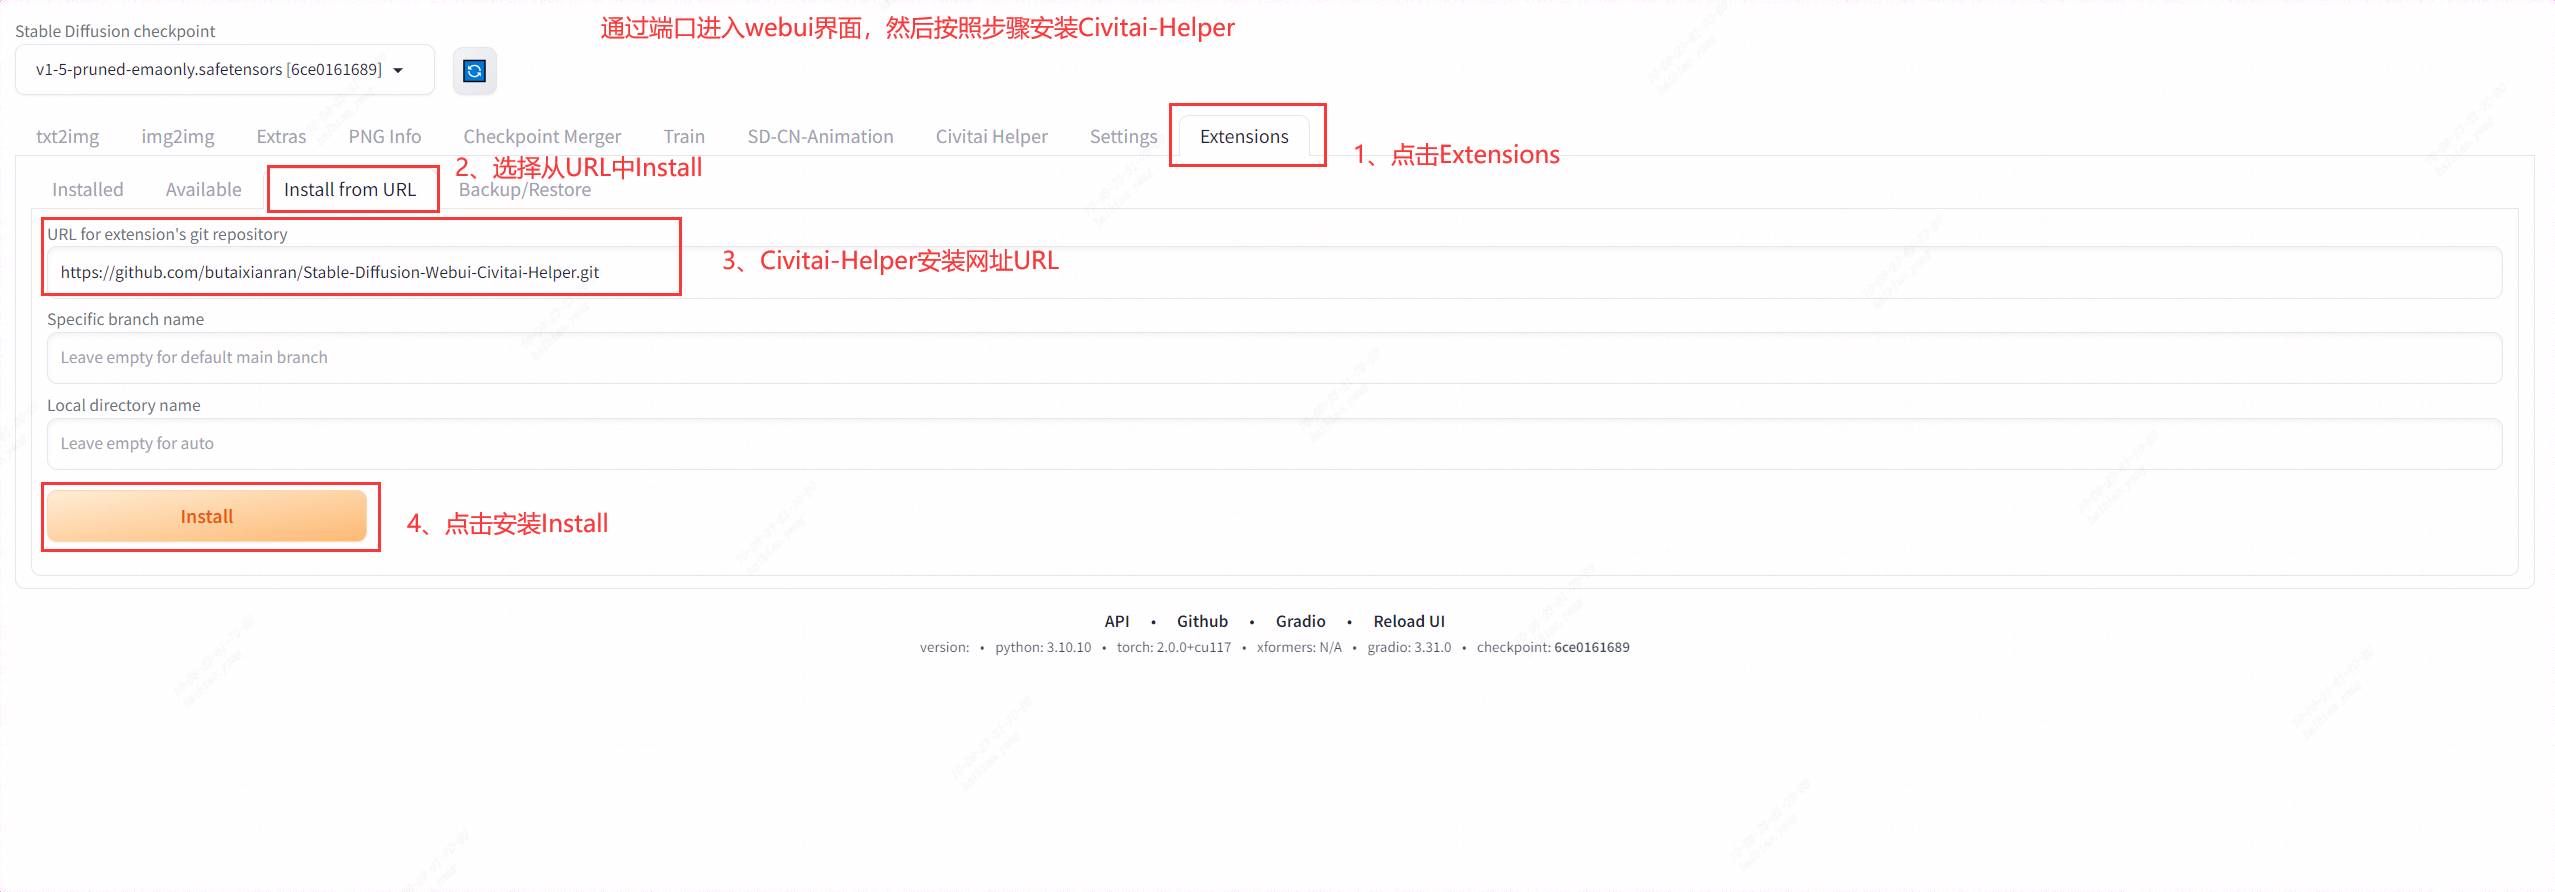 通过端口进入webui界面，然后按照步骤安装Civitai-Helper
Stable Diffusion checkpoint
v1-5-pruned-emaonly.safetensors [6ce0161689]
txt2img img2img Extras PNG Info Checkpoint Merger Train SD-CN-Animation Civitai Helper Settings Extensions
1、点击Extensions
2、选择从URL中Install
Installed Available Install from URL Backup/Restore
URL for extension's git repository
https://github.com/butaixianran/Stable-Diffusion-Webui-Civitai-Helper.git
3、Civitai-Helper安装网址URL
Specific branch name
Leave empty for default main branch
Local directory name
Leave empty for auto
Install
4、点击安装Install
API • Github • Gradio • Reload UI
version: • python: 3.10.10 • torch: 2.0.0+cu117 • xformers: N/A • gradio: 3.31.0 • checkpoint: 6ce0161689